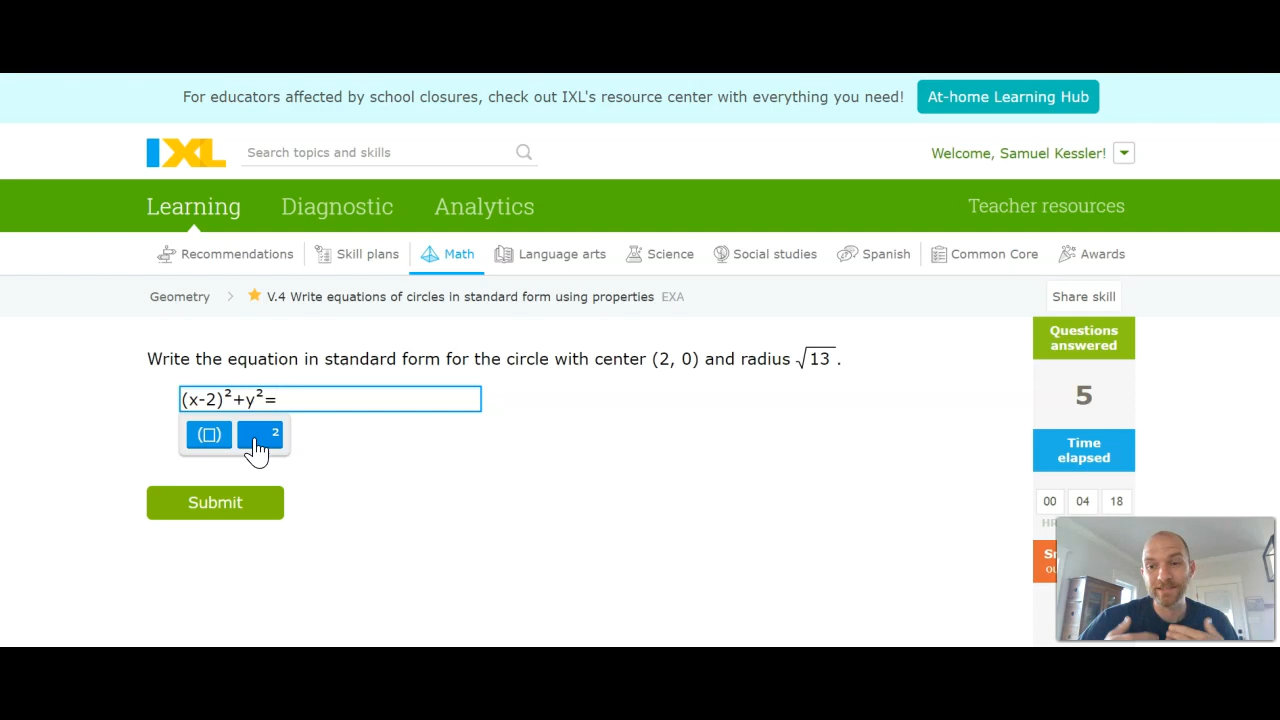 For educators affected by school closures, check out IXL's resource center with everything you need!
At-home Learning Hub
IXL
Search topics and skills
Welcome, Samuel Kessler!
Learning
Diagnostic
Analytics
Teacher resources
Recommendations
Skill plans
Math
Language arts
Science
Social studies
Spanish
Common Core
Awards
Geometry
V.4 Write equations of circles in standard form using properties EXA
Share skill
Write the equation in standard form for the circle with center (2, 0) and radius √13.
(x-2)²+y²=
(□)
2
Submit
Questions
answered
5
Time
elapsed
00 04 18